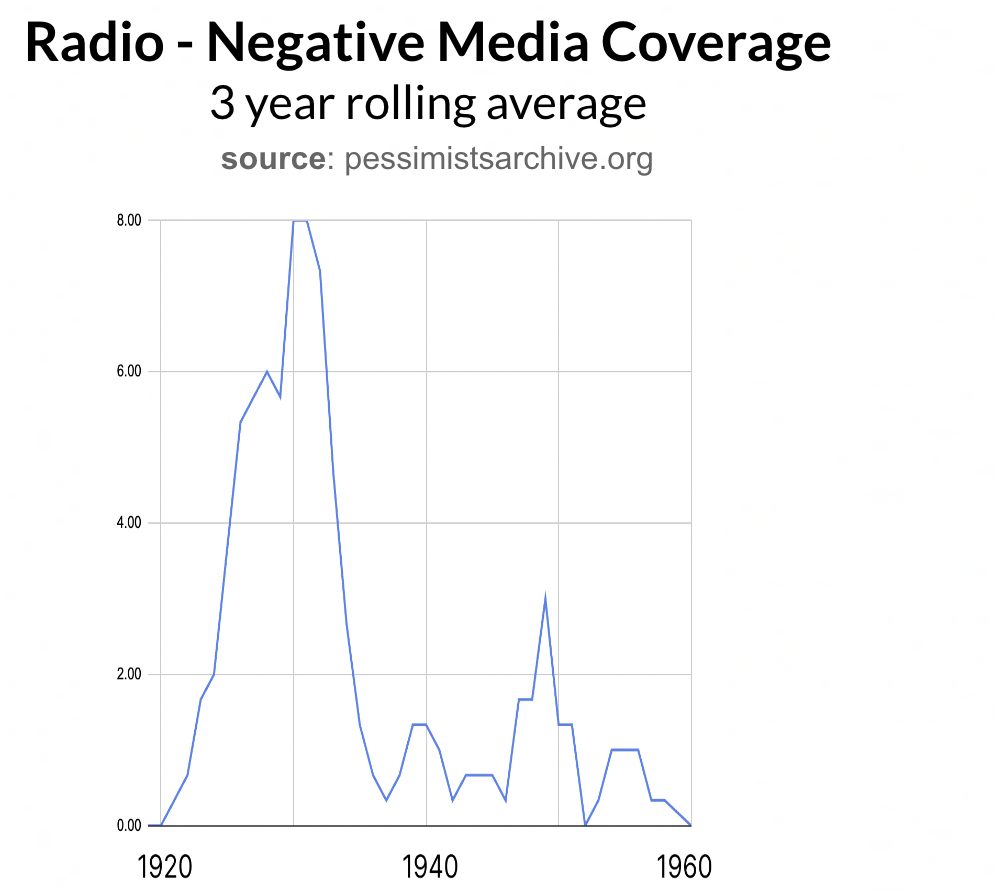 Radio - Negative Media Coverage
3 year rolling average
source: pessimistsarchive.org
8.00
6.00
4.00
2.00
0.00
1920
1940
1960